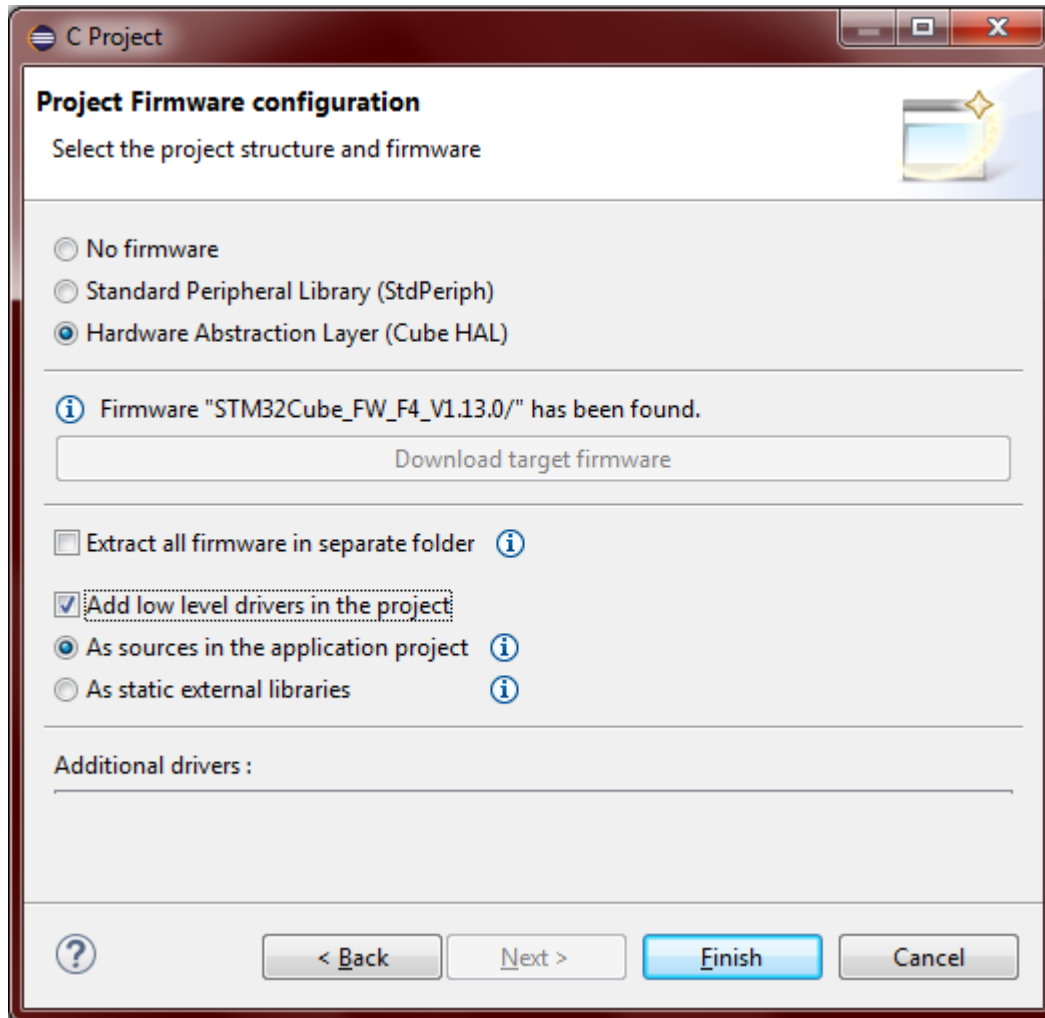 C Project
Project Firmware configuration
Select the project structure and firmware
No firmware
Standard Peripheral Library (StdPeriph)
Hardware Abstraction Layer (Cube HAL)
Firmware "STM32Cube_FW_F4_V1.13.0/" has been found.
Download target firmware
Extract all firmware in separate folder
Add low level drivers in the project
As sources in the application project
As static external libraries
Additional drivers :
< Back Next > Finish Cancel